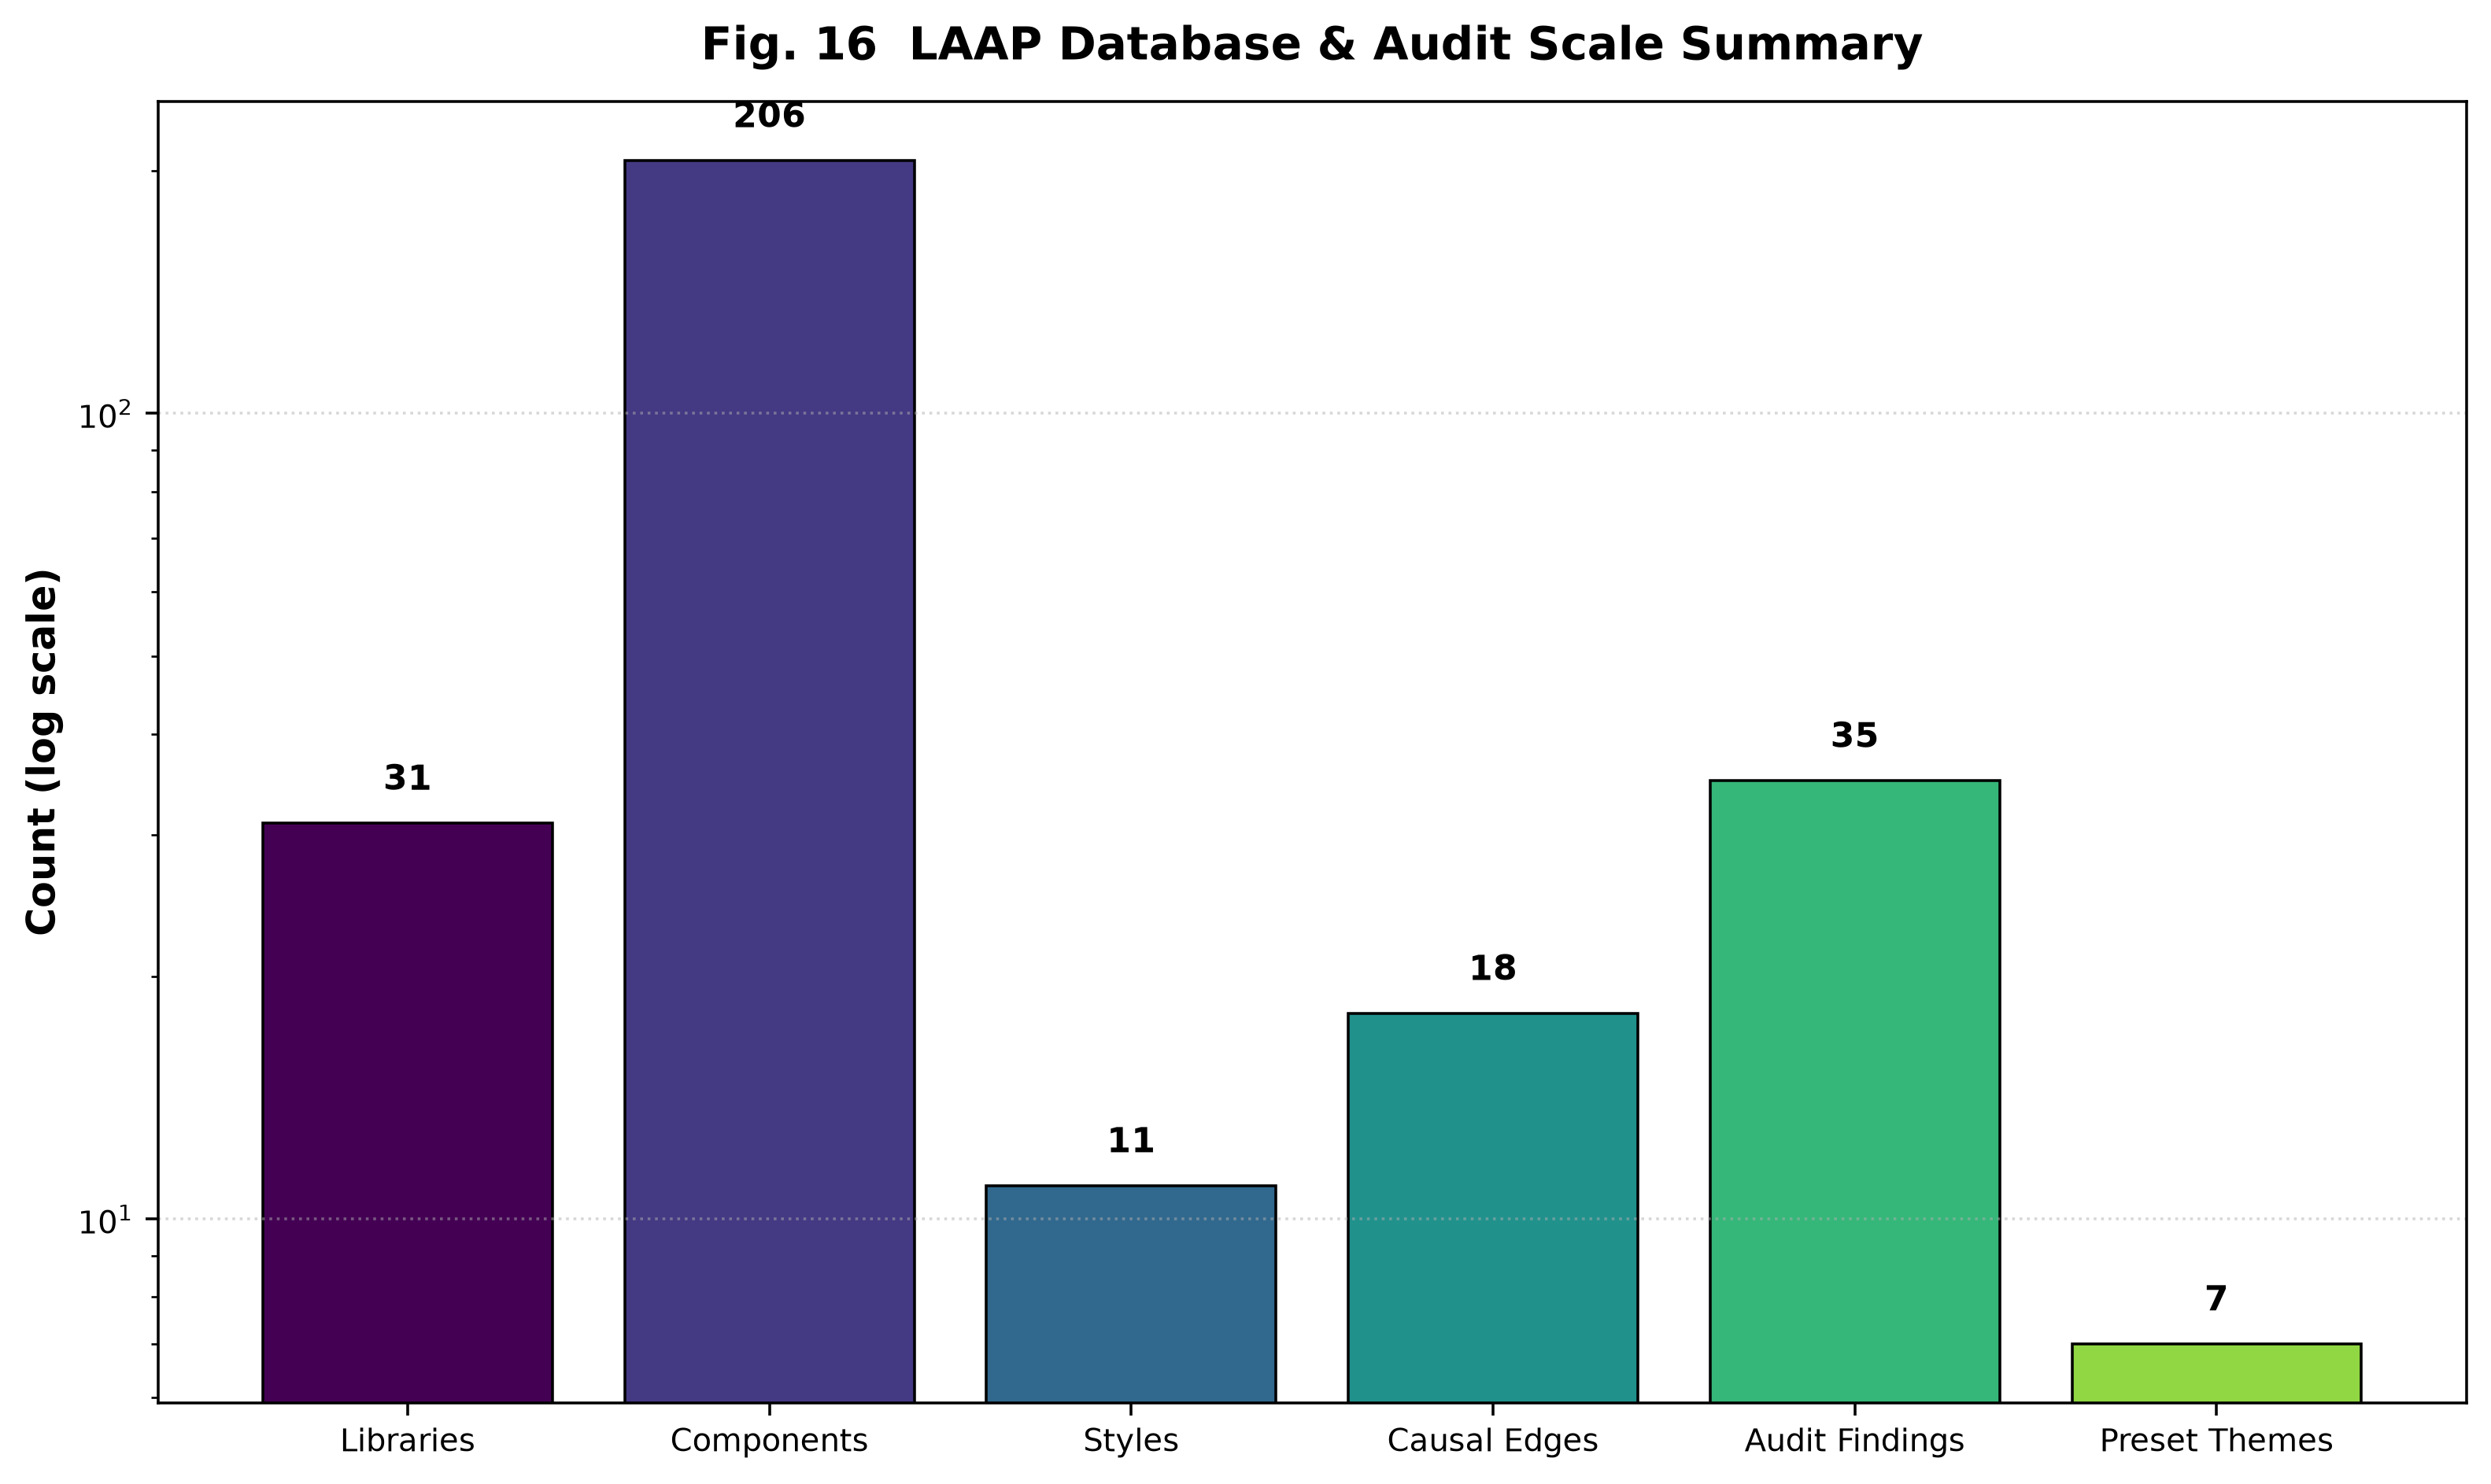 Fig. 16  LAAP Database & Audit Scale Summary
Count (log scale)
10²
10¹
206
31
35
18
11
7
Libraries
Components
Styles
Causal Edges
Audit Findings
Preset Themes